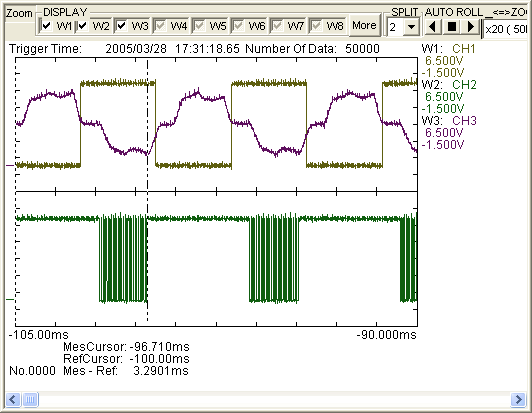 Zoom DISPLAY W1 W2 W3 W4 W5 W6 W7 W8 More SPLIT 2 AUTO ROLL x20 ( 50
Trigger Time: 2005/03/28 17:31:18.65 Number Of Data: 50000
W1: CH1
6.500V
-1.500V
W2: CH2
6.500V
-1.500V
W3: CH3
6.500V
-1.500V
-105.00ms -90.000ms
MesCursor: -96.710ms
RefCursor: -100.00ms
No.0000 Mes - Ref: 3.2901ms